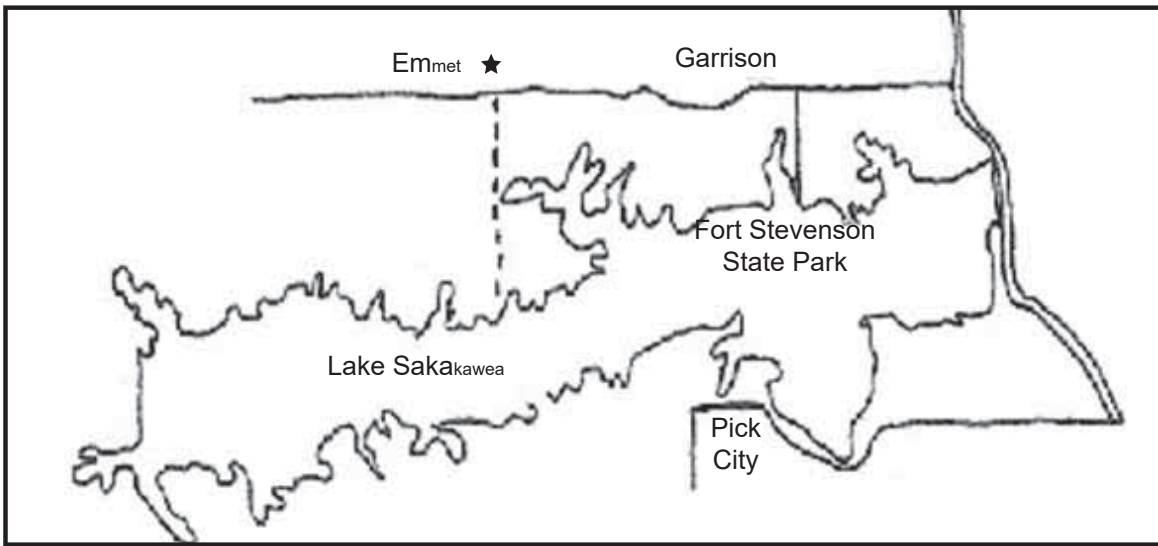 Emmet
Garrison
Fort Stevenson
State Park
Lake Sakakawea
Pick
City